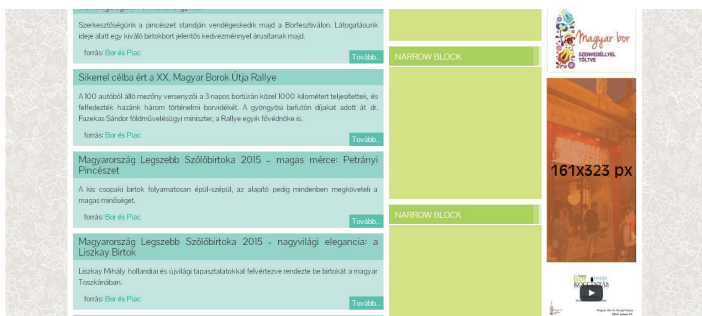 Szerkesztőségünk a pincészet standján vendégeskedik majd a Borfesztiválon. Látogatásunk
ideje alatt egy kiváló birtokbort jelentős kedvezménnyel árusítanak majd.
forrás: Bor és Piac
Tovább...
Sikerrel célba ért a XX. Magyar Borok Útja Rallye
A 100 autóból álló mezőny versenyzői a 3 napos bortúrán közel 1000 kilométert teljesítettek, és
felfedezték hazánk három történelmi borvidékét. A gyöngyösi befutón díjakat adott át dr.
Fazekas Sándor földművelésügyi miniszter, a Rallye egyik fővédnöke is.
forrás: Bor és Piac
Tovább...
Magyarország Legszebb Szőlőbirtoka 2015 – magas mérce: Petrányi
Pincészet
A kis csopaki birtok folyamatosan épül-szépül, az alapító pedig mindenben megköveteli a
magas minőséget.
forrás: Bor és Piac
Tovább...
Magyarország Legszebb Szőlőbirtoka 2015 – nagyvilági elegancia: a
Liszkay Birtok
Liszkay Mihály hollandiai és újvilági tapasztalatokkal felvértezve rendezte be birtokát a magyar
Toszkánában.
forrás: Bor és Piac
Tovább...
NARROW BLOCK
NARROW BLOCK
Magyar bor
SZENVEDÉLLYEL
TÖLTVE
161x323 px